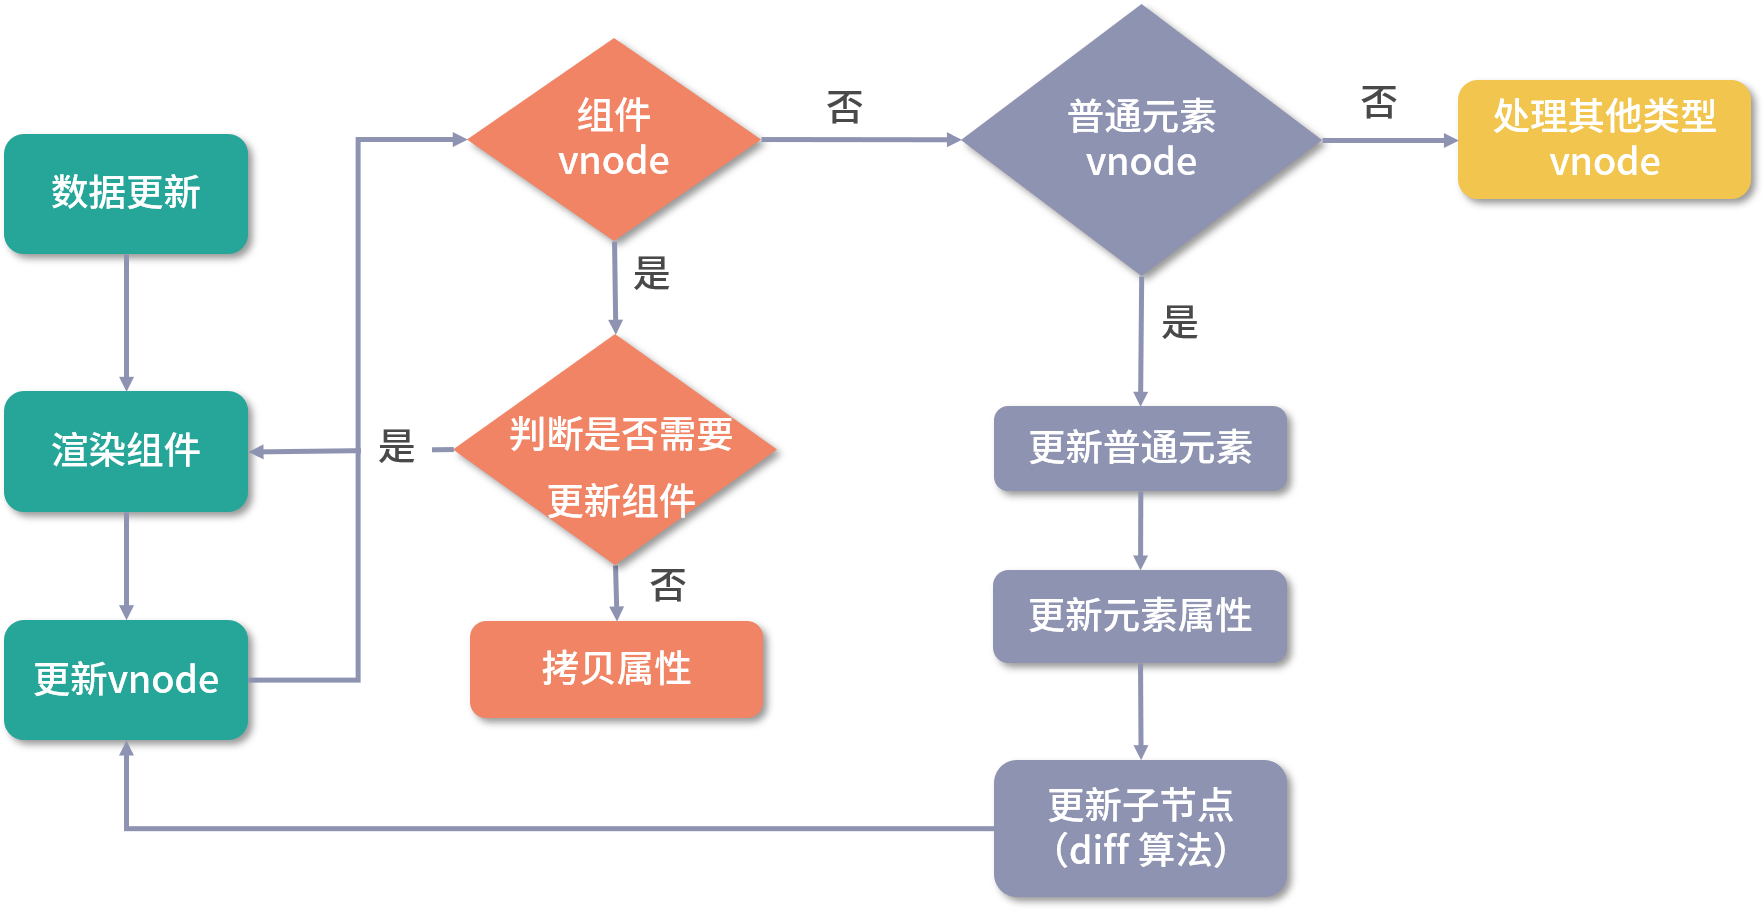 数据更新
渲染组件
更新vnode
组件
vnode
否
是
判断是否需要
更新组件
是
否
拷贝属性
普通元素
vnode
否
处理其他类型
vnode
是
更新普通元素
更新元素属性
更新子节点
（diff 算法）